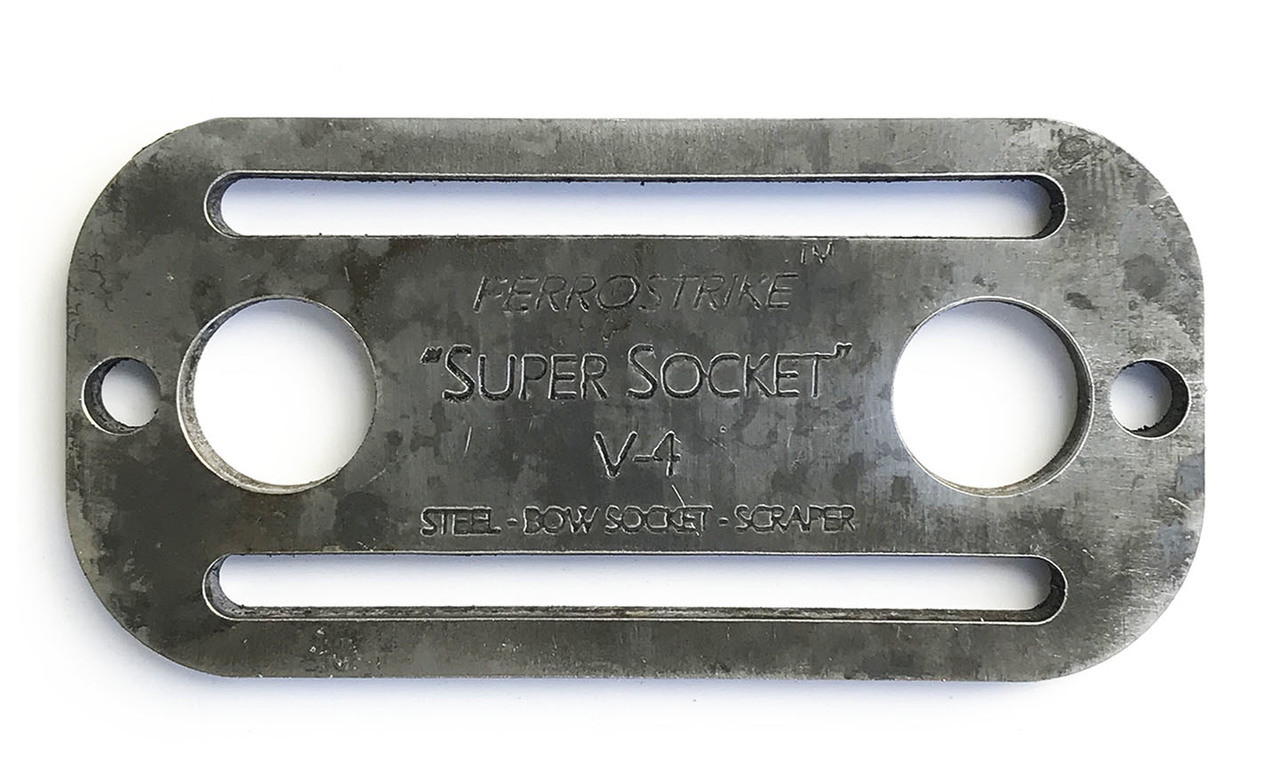 FERROSTRIKE™
“SUPER SOCKET”
V-4
STEEL - BOW SOCKET - SCRAPER